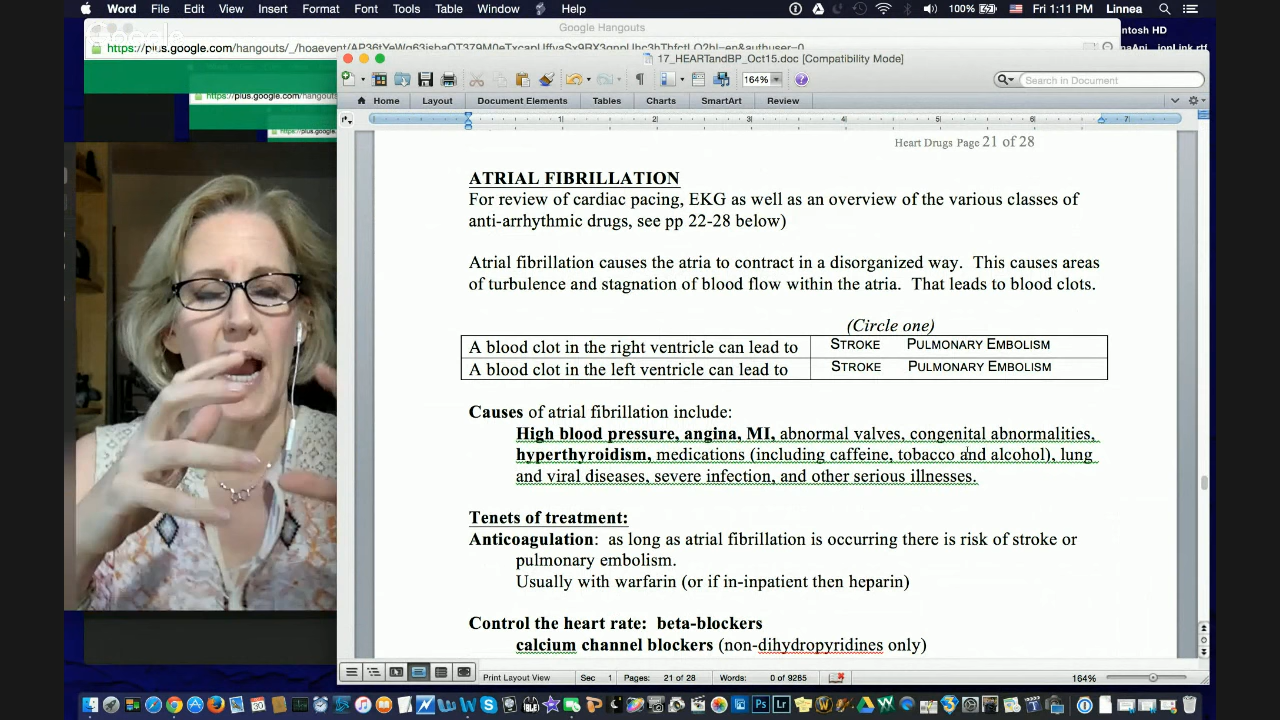 Word File Edit View Insert Format Font Tools Table Window Help 100% Fri 1:11 PM Linnea
Google Hangouts
17_HEARTandBP_Oct15.doc [Compatibility Mode]
164% Search in Document
Home Layout Document Elements Tables Charts SmartArt Review
Heart Drugs Page 21 of 28
ATRIAL FIBRILLATION
For review of cardiac pacing, EKG as well as an overview of the various classes of
anti-arrhythmic drugs, see pp 22-28 below)
Atrial fibrillation causes the atria to contract in a disorganized way. This causes areas
of turbulence and stagnation of blood flow within the atria. That leads to blood clots.
(Circle one)
A blood clot in the right ventricle can lead to STROKE PULMONARY EMBOLISM
A blood clot in the left ventricle can lead to STROKE PULMONARY EMBOLISM
Causes of atrial fibrillation include:
High blood pressure, angina, MI, abnormal valves, congenital abnormalities,
hyperthyroidism, medications (including caffeine, tobacco and alcohol), lung
and viral diseases, severe infection, and other serious illnesses.
Tenets of treatment:
Anticoagulation: as long as atrial fibrillation is occurring there is risk of stroke or
pulmonary embolism.
Usually with warfarin (or if in-inpatient then heparin)
Control the heart rate: beta-blockers
calcium channel blockers (non-dihydropyridines only)
Print Layout View Sec 1 Pages: 21 of 28 Words: 0 of 9285 164%